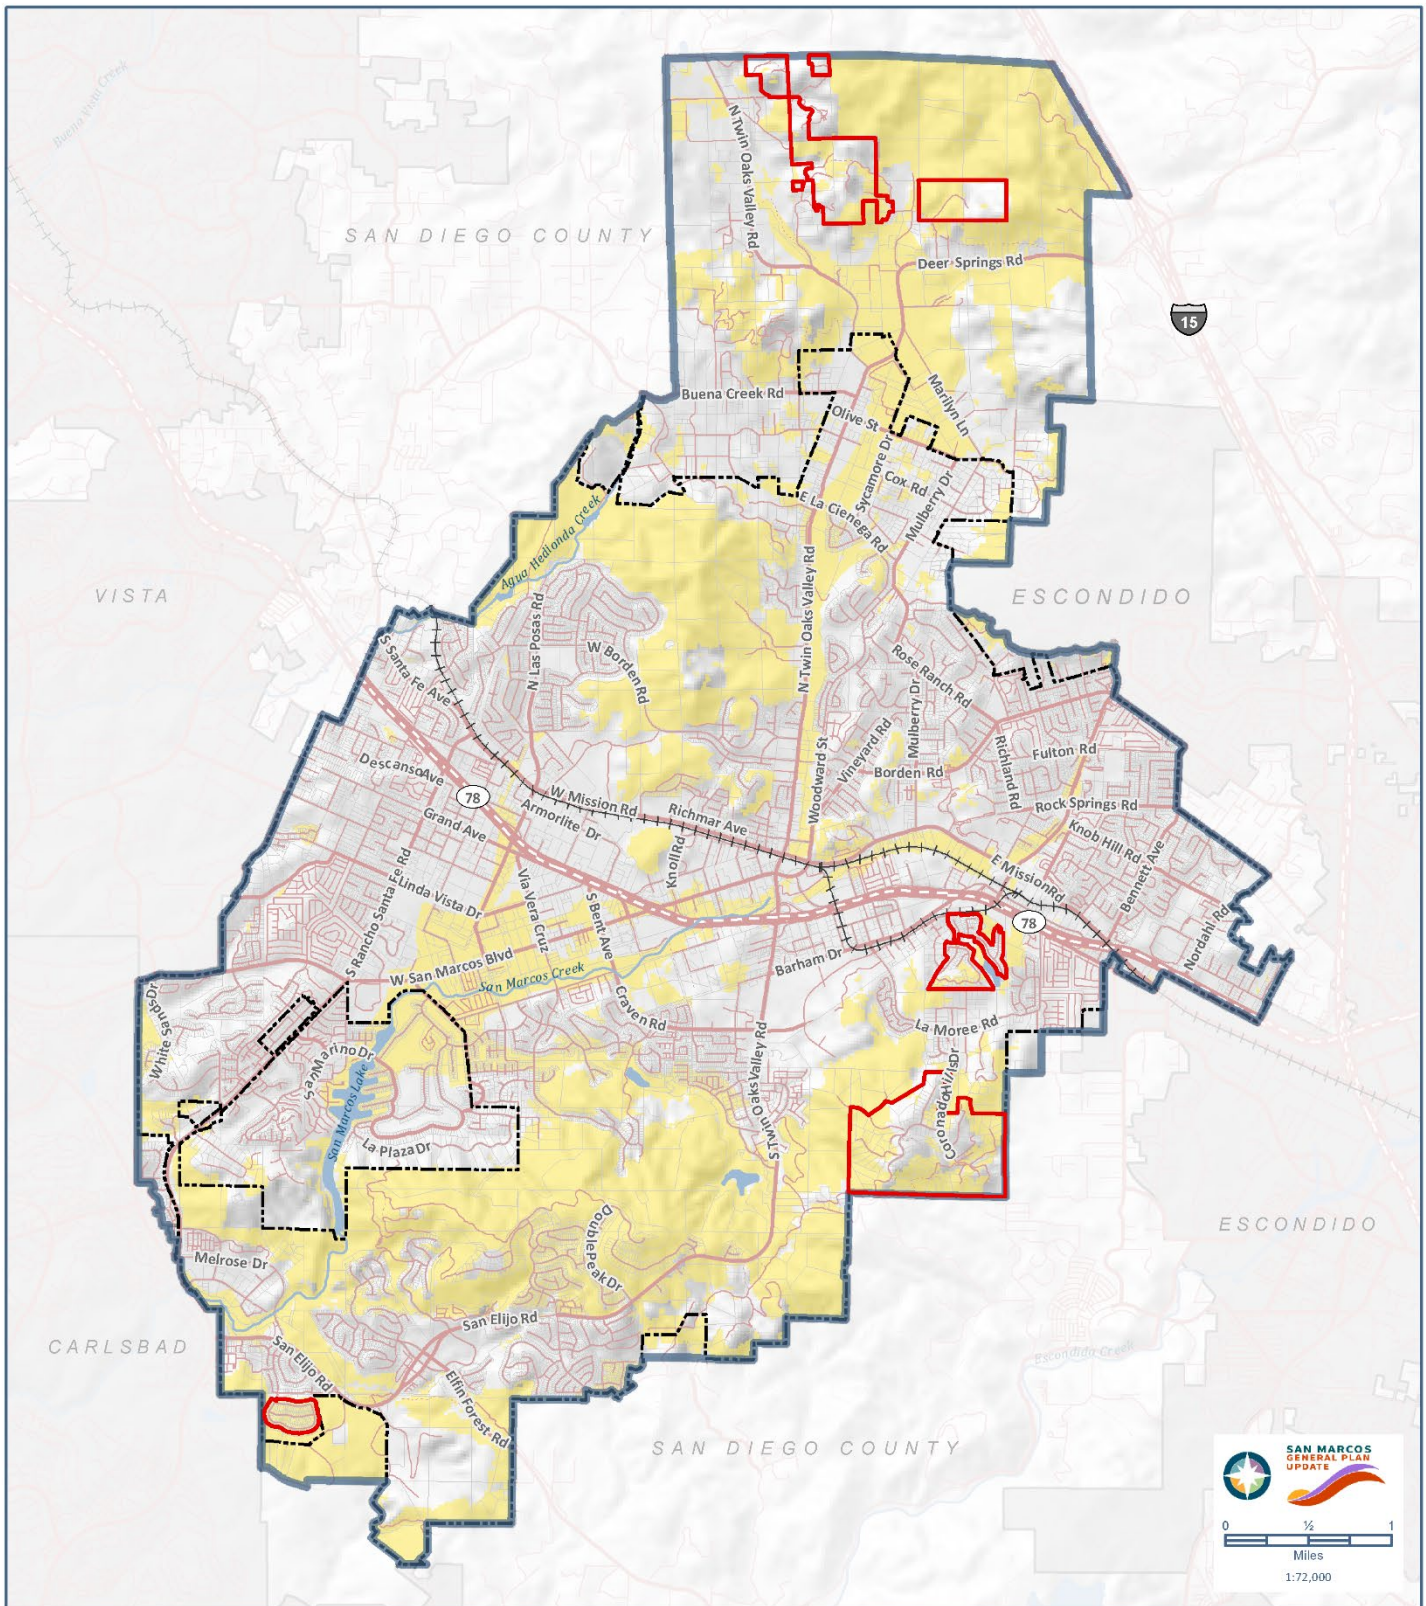 Buena Vista Creek
N Twin Oaks Valley Rd
SAN DIEGO COUNTY
Deer Springs Rd
15
Buena Creek Rd
Marilyn Ln
Olive St
Sycamore Dr
Cox Rd
Mulberry Dr
E La Cienega Rd
Agua Hedionda Creek
VISTA
ESCONDIDO
N Las Posas Rd
N Twin Oaks Valley Rd
S Santa Fe Ave
W Borden Rd
Rose Ranch Rd
Mulberry Dr
Vineyard Rd
Woodward St
Richland Rd
Fulton Rd
Descanso Ave
Borden Rd
78
W Mission Rd
Richmar Ave
Rock Springs Rd
Armorlite Dr
Grand Ave
Knob Hill Rd
Knoll Rd
E Mission Rd
Bennett Ave
Linda Vista Dr
S Rancho Santa Fe Rd
Via Vera Cruz
S Bent Ave
78
Nordahl Rd
Barham Dr
W San Marcos Blvd
San Marcos Creek
White Sands Dr
Craven Rd
La Moree Rd
San Marino Dr
S Twin Oaks Valley Rd
Coronado Hills Dr
San Marcos Lake
La Plaza Dr
Double Peak Dr
ESCONDIDO
Melrose Dr
San Elijo Rd
CARLSBAD
San Elijo Rd
Escondido Creek
Elfin Forest Rd
SAN DIEGO COUNTY
SAN MARCOS
GENERAL PLAN
UPDATE
0 ½ 1
Miles
1:72,000